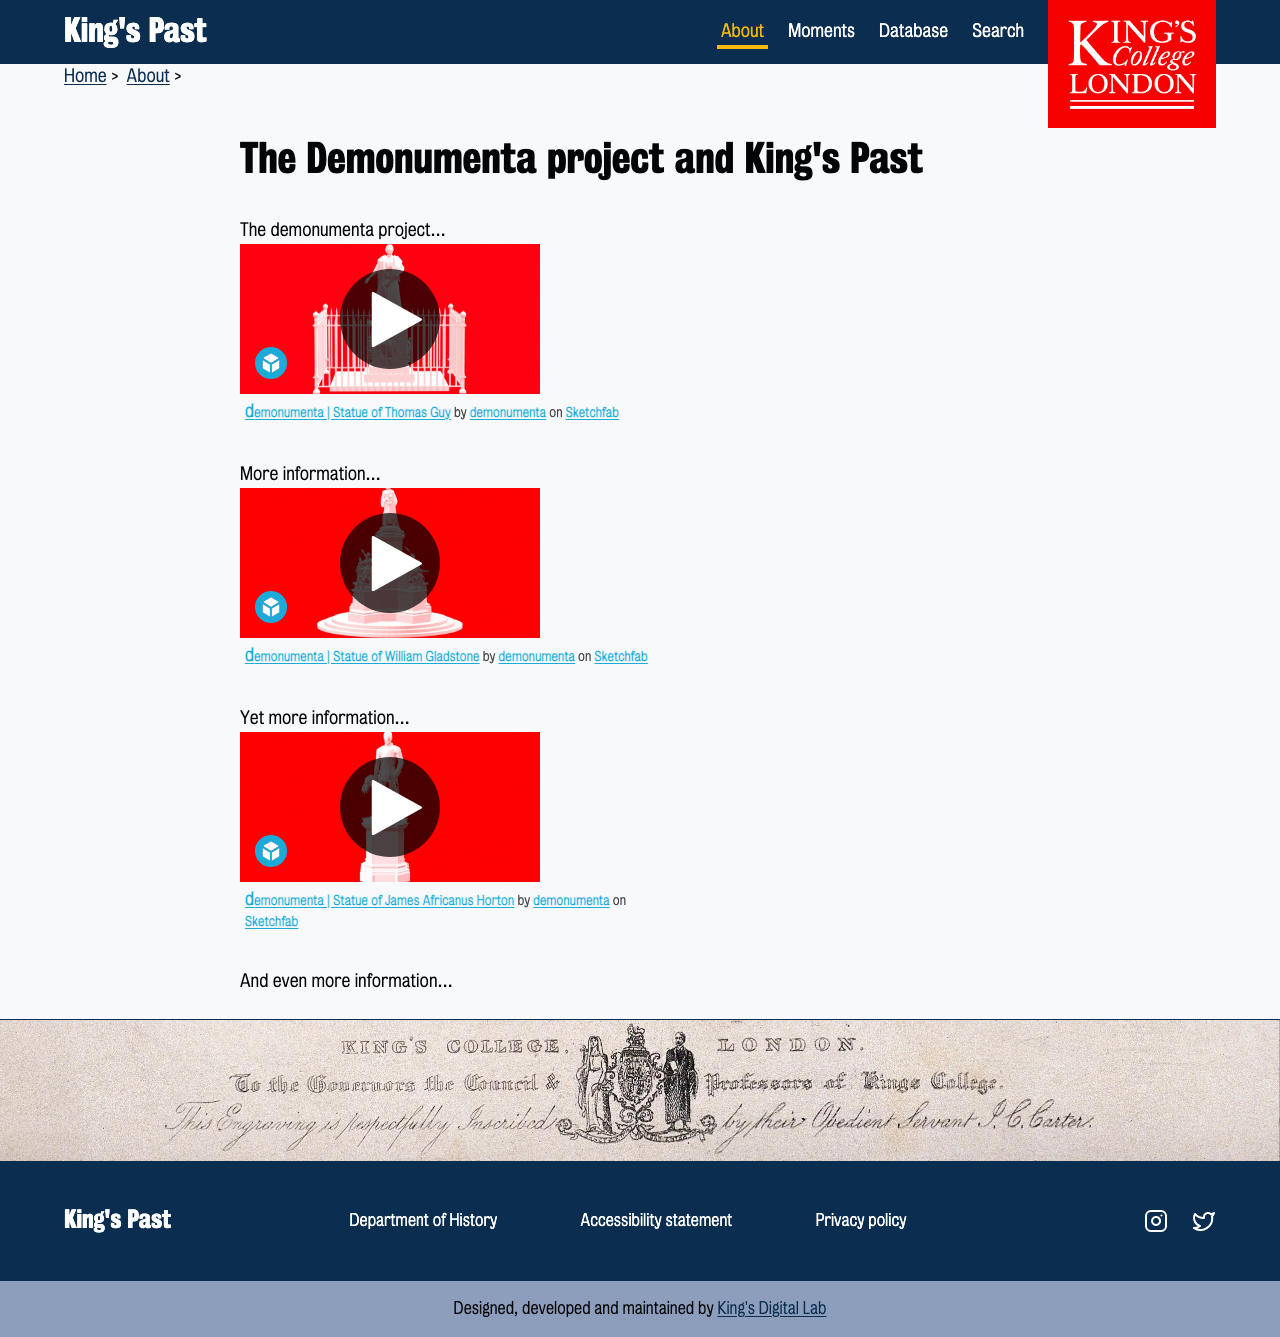 King's Past
About Moments Database Search
KING'S
College
LONDON
Home > About >
The Demonumenta project and King's Past
The demonumenta project...
demonumenta | Statue of Thomas Guy by demonumenta on Sketchfab
More information...
demonumenta | Statue of William Gladstone by demonumenta on Sketchfab
Yet more information...
demonumenta | Statue of James Africanus Horton by demonumenta on
Sketchfab
And even more information...
KING'S COLLEGE, LONDON.
To the Governors the Council & Professors of Kings College.
This Engraving is respectfully Inscribed by their Obedient Servant J. C. Carter.
King's Past Department of History Accessibility statement Privacy policy
Designed, developed and maintained by King's Digital Lab